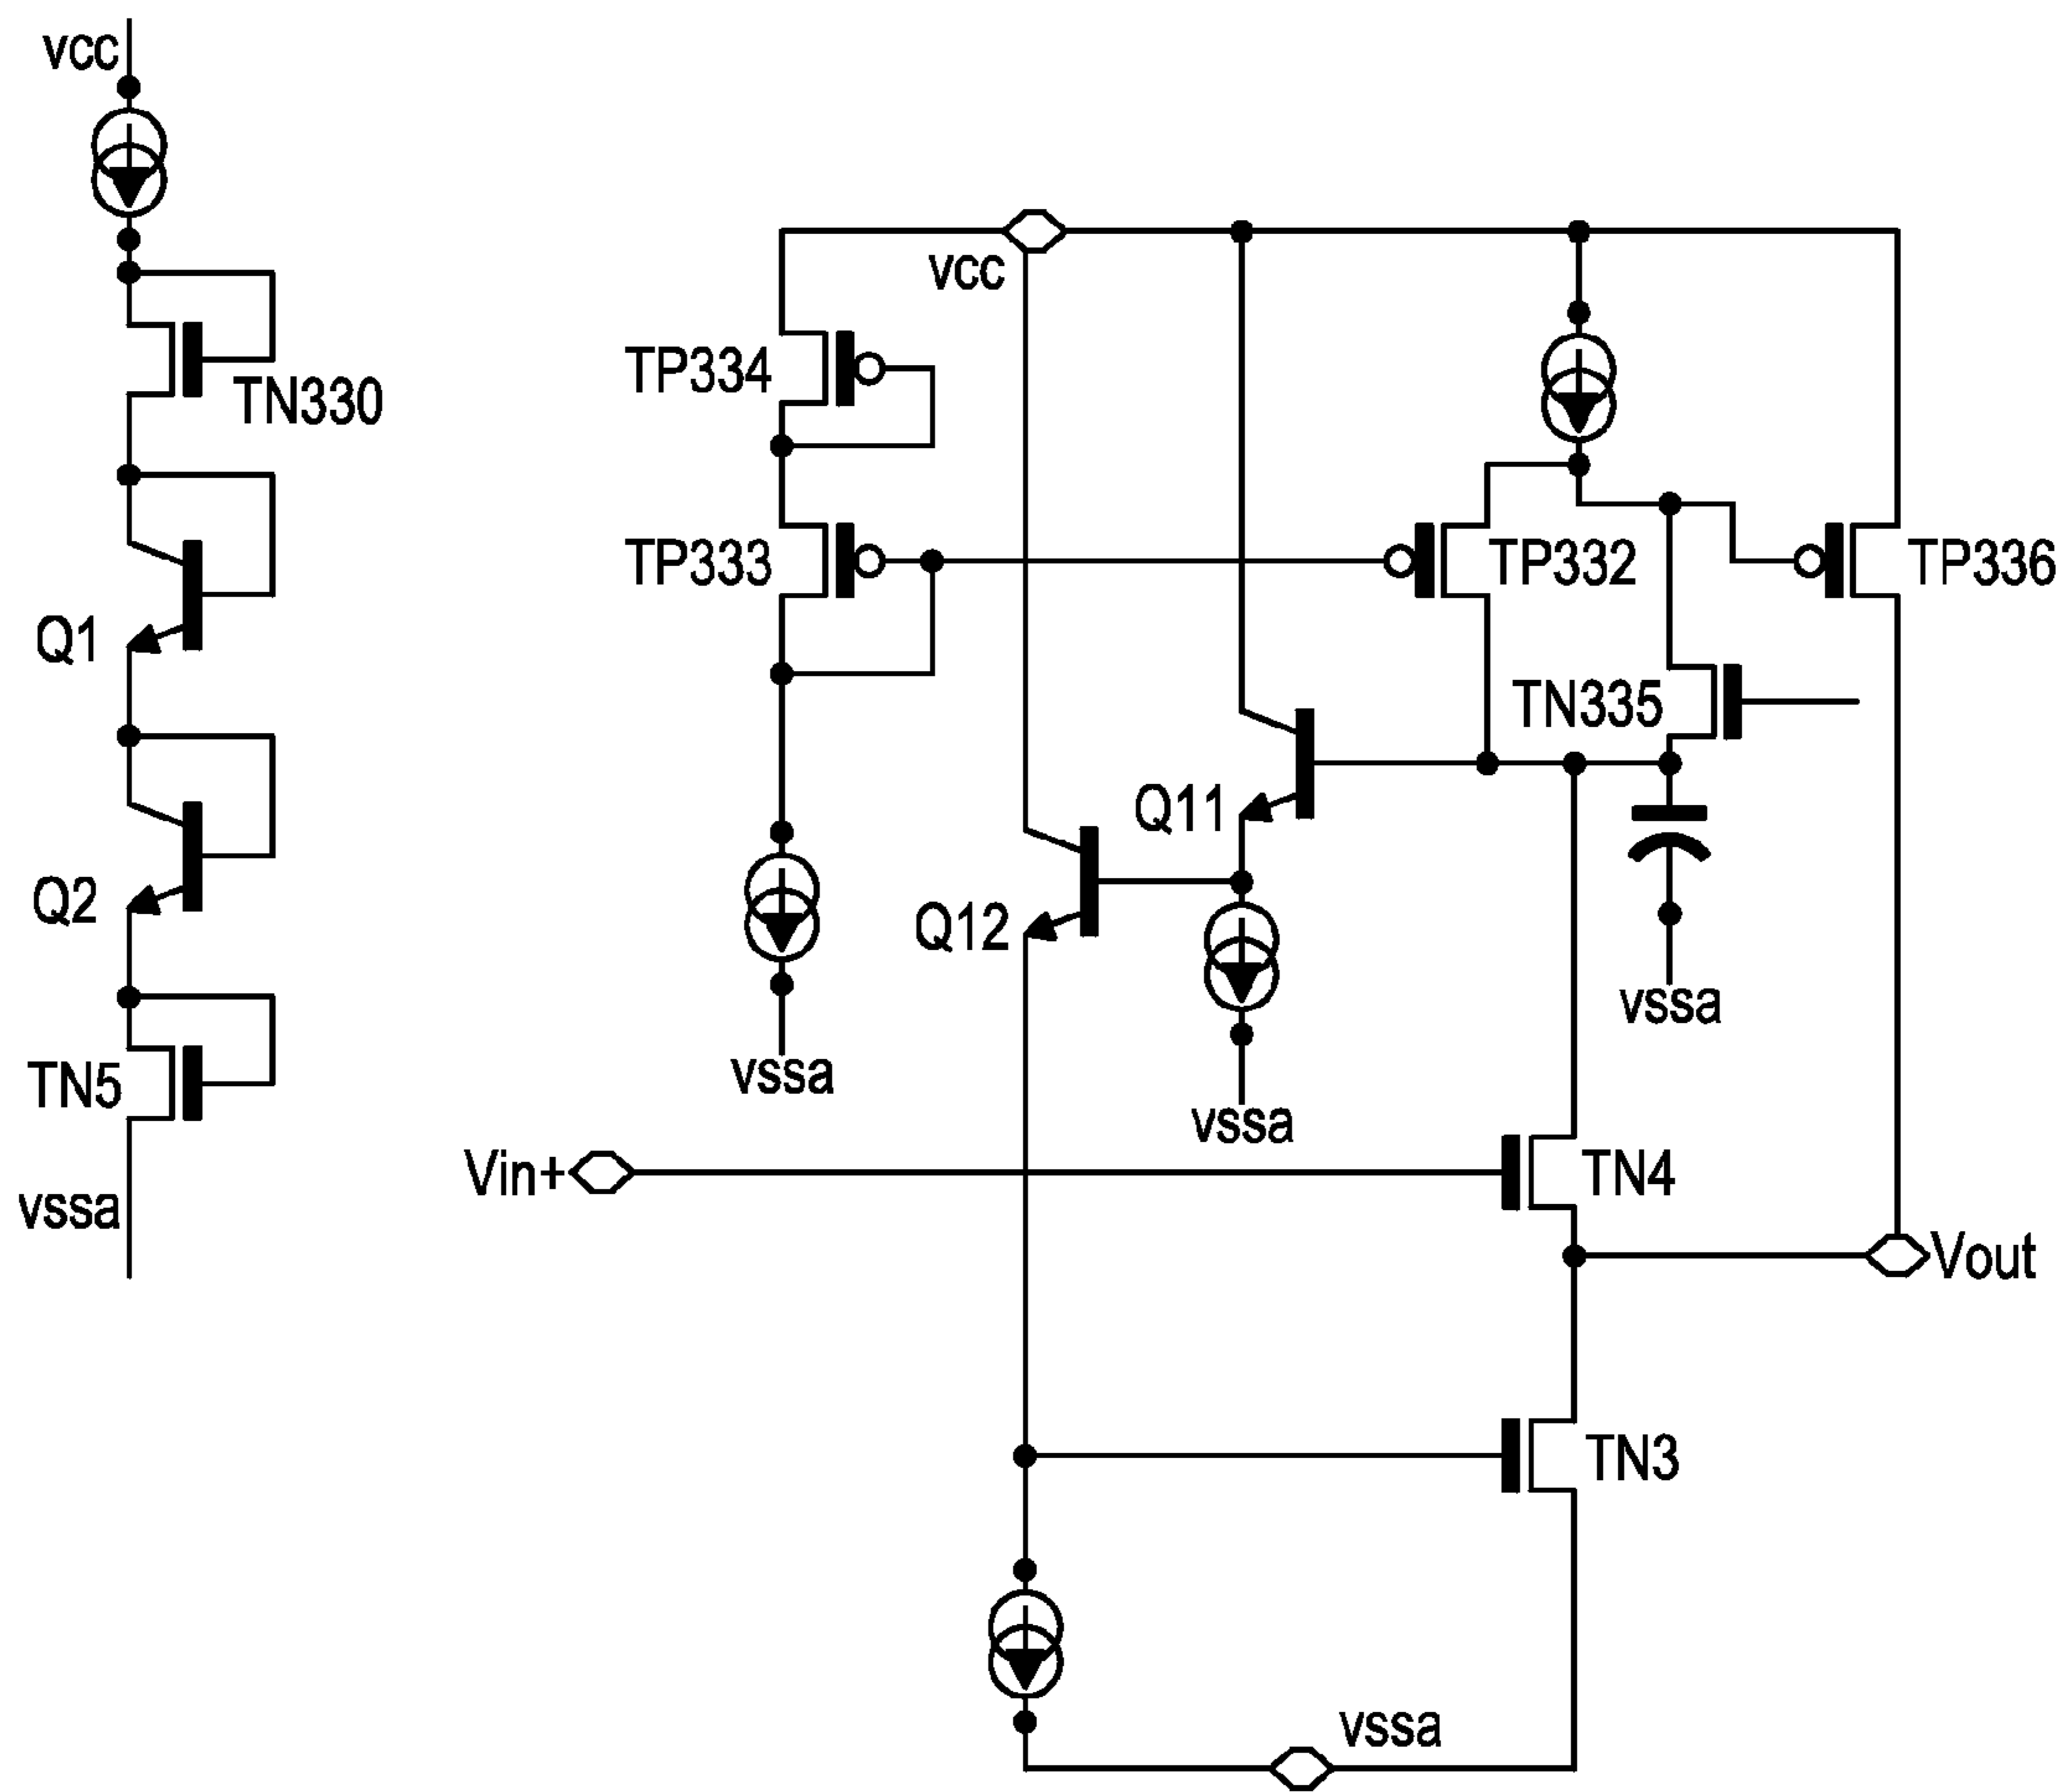 vcc
vcc
TP334
TN330
TP333
TP332
TP336
Q1
TN335
Q11
Q2
Q12
vssa
vssa
TN5
vssa
Vin+
TN4
vssa
Vout
TN3
vssa